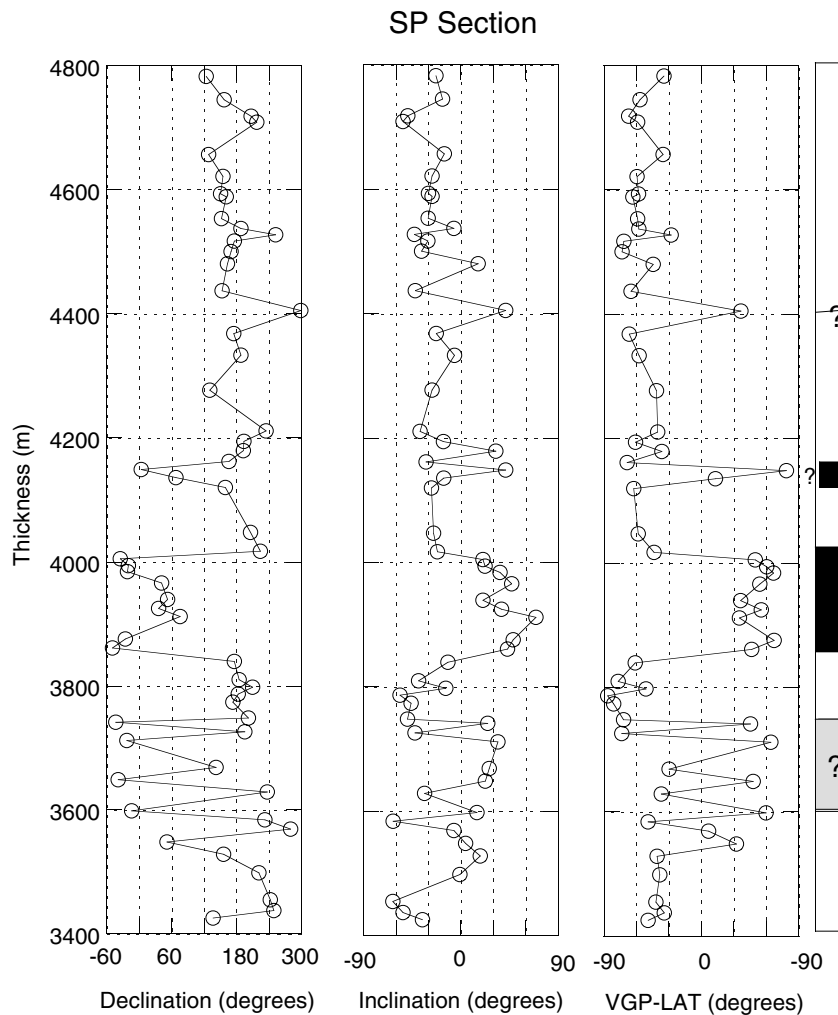 SP Section
4800
4600
4400
4200
4000
3800
3600
3400
Thickness (m)
-60 60 180 300
-90 0 90
-90 0 -90
Declination (degrees) Inclination (degrees) VGP-LAT (degrees)
?
?
?